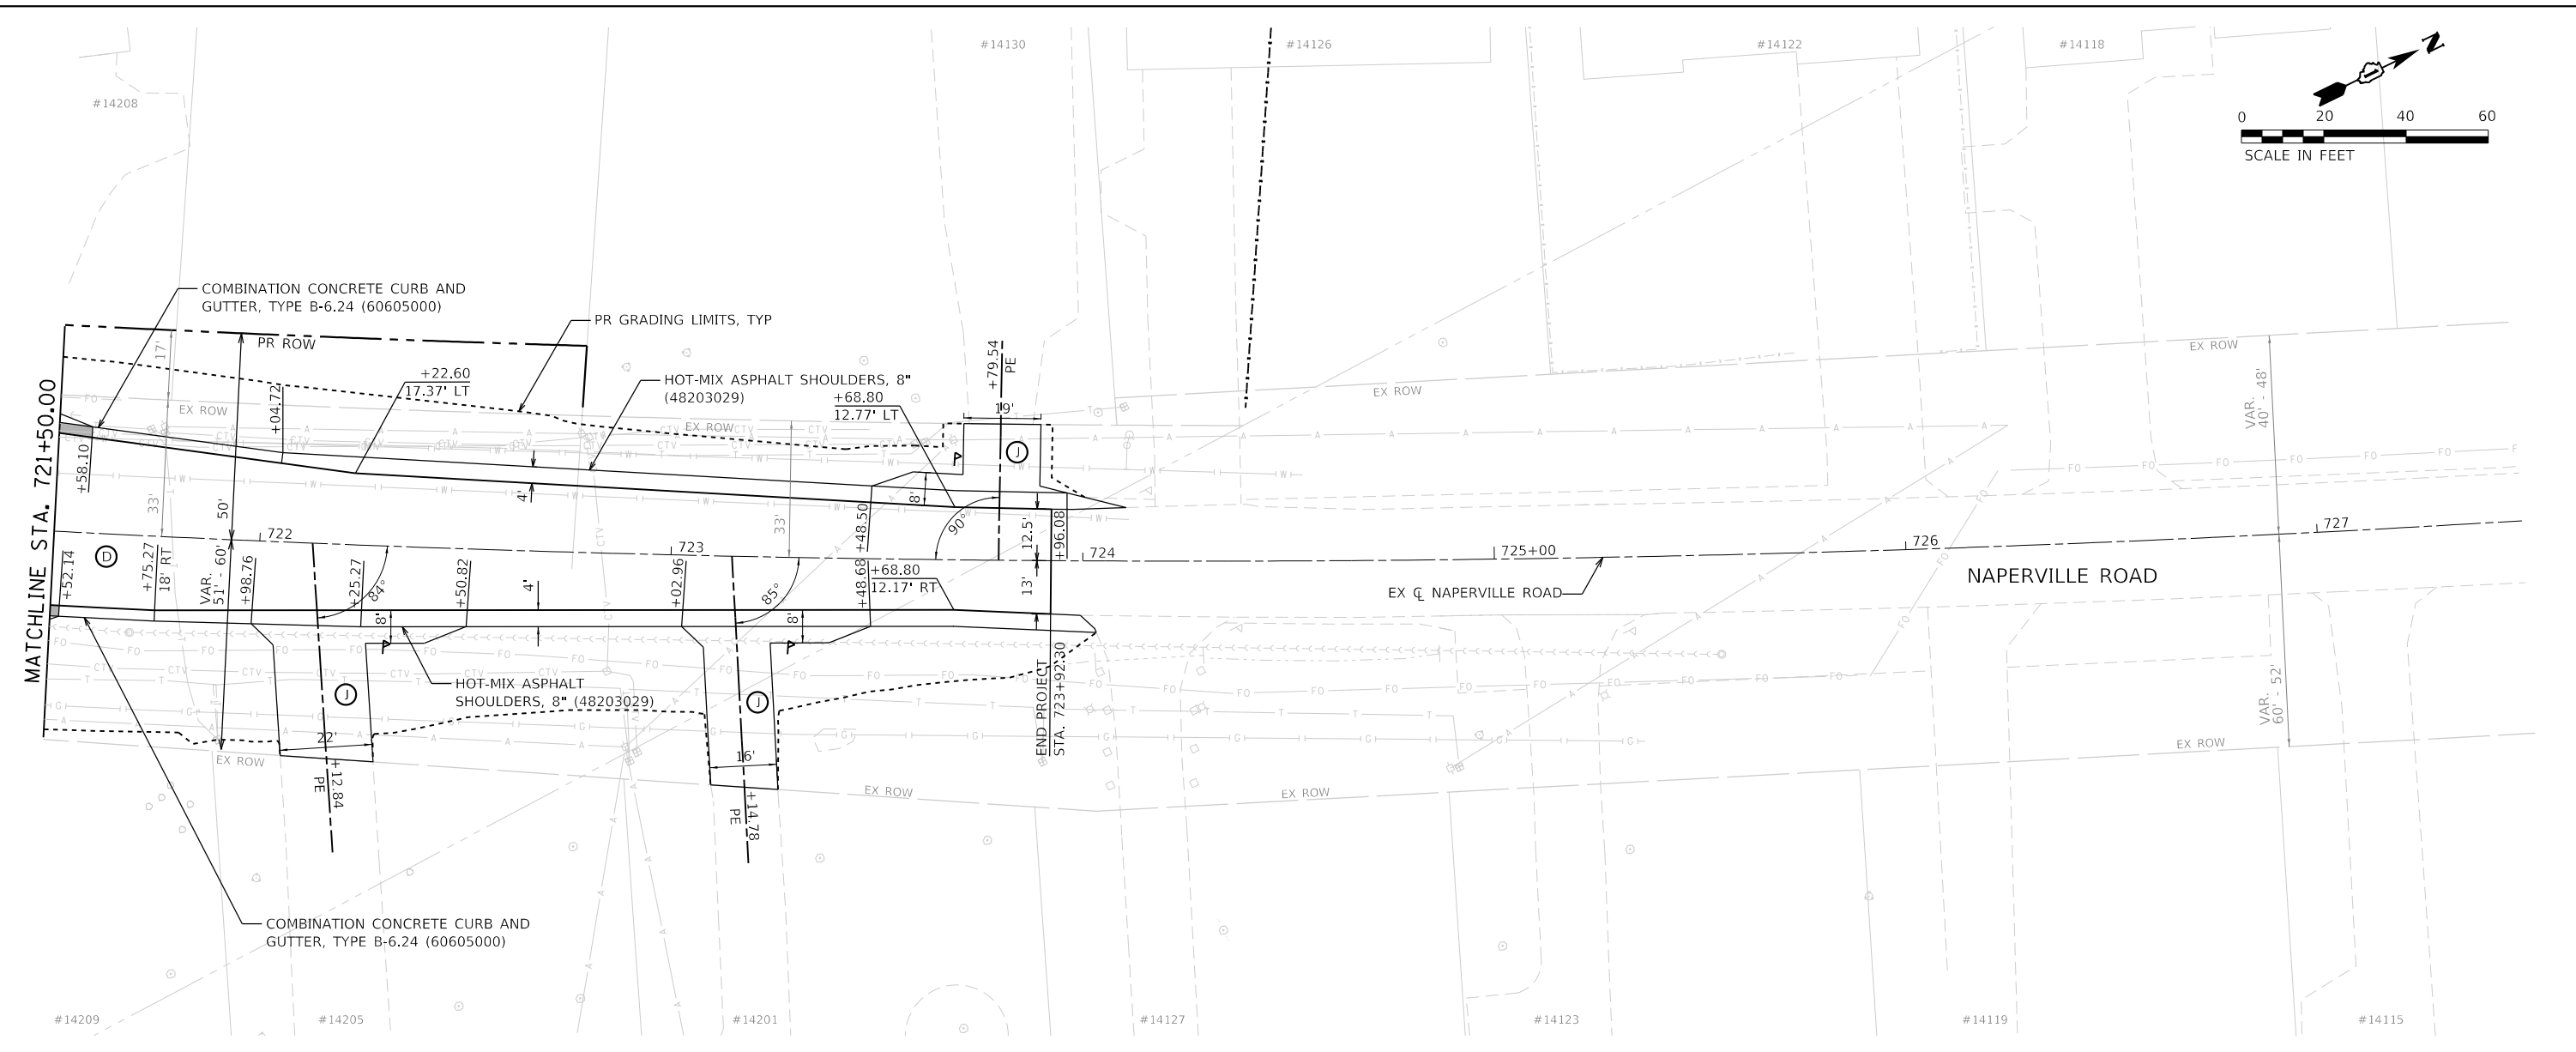 #14130
#14126
#14122
#14118
#14208
N
0 20 40 60
SCALE IN FEET
COMBINATION CONCRETE CURB AND
GUTTER, TYPE B-6.24 (60605000)
PR GRADING LIMITS, TYP
PR ROW
17'
+22.60
17.37' LT
HOT-MIX ASPHALT SHOULDERS, 8"
(48203029)
+68.80
12.77' LT
+79.54
PE
19'
EX ROW
EX ROW
EX ROW
EX ROW
VAR.
40' - 48'
MATCHLINE STA. 721+50.00
+58.10
+04.72
33'
50'
4'
33'
8'
+48.50
90°
12.5'
+96.08
J
P
722
723
724
725+00
726
727
D
+52.14
+75.27
18' RT
VAR.
51' - 60'
+98.76
+25.27
84°
+50.82
4'
+02.96
85°
+48.68
+68.80
12.17' RT
13'
EX ℄ NAPERVILLE ROAD
NAPERVILLE ROAD
8'
P
8'
P
J
J
HOT-MIX ASPHALT
SHOULDERS, 8" (48203029)
END PROJECT
STA. 723+92.30
22'
16'
+12.84
PE
+14.78
PE
EX ROW
EX ROW
EX ROW
EX ROW
VAR.
60' - 52'
COMBINATION CONCRETE CURB AND
GUTTER, TYPE B-6.24 (60605000)
#14209
#14205
#14201
#14127
#14123
#14119
#14115